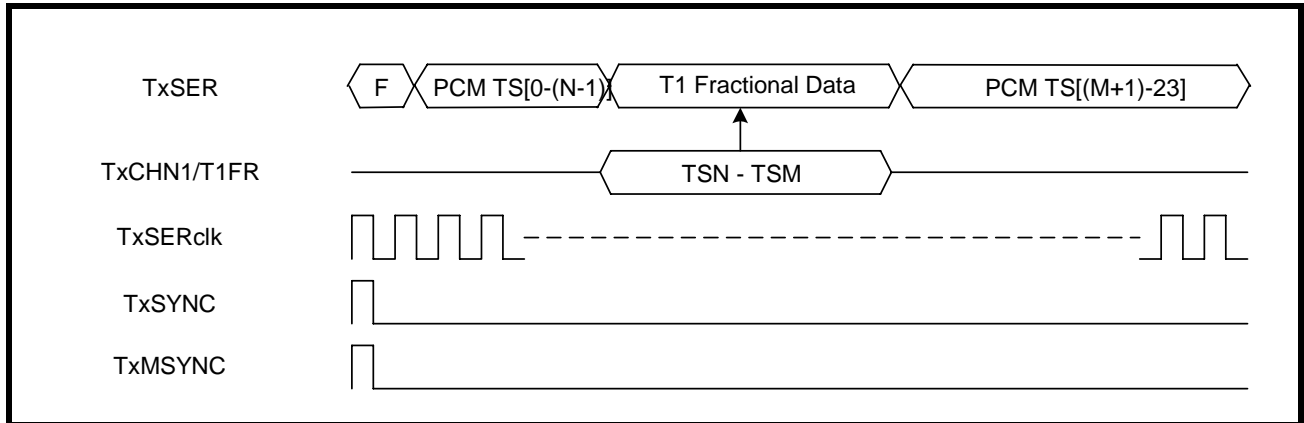 TxSER F PCM TS[0-(N-1)] T1 Fractional Data PCM TS[(M+1)-23]
TxCHN1/T1FR TSN - TSM
TxSERclk
TxSYNC
TxMSYNC